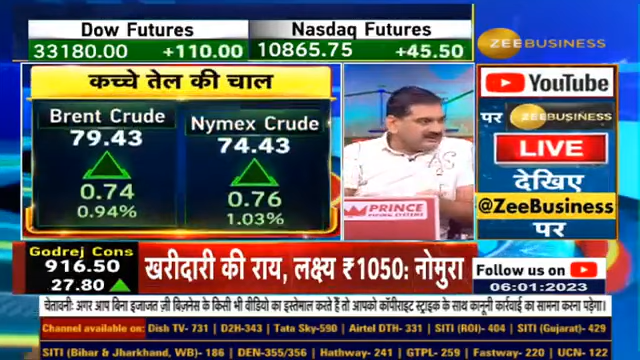 Dow Futures
33180.00 +110.00
Nasdaq Futures
10865.75 +45.50
ZEE BUSINESS
कच्चे तेल की चाल
Brent Crude
79.43
0.74
0.94%
Nymex Crude
74.43
0.76
1.03%
PRINCE
PIPING SYSTEMS
YouTube
पर ZEE BUSINESS
LIVE
देखिए
@ZeeBusiness
पर
Godrej Cons
916.50
27.80
खरीदारी की राय, लक्ष्य ₹1050: नोमुरा
Follow us on
06:01:2023
चेतावनी: अगर आप बिना इजाजत ज़ी बिज़नेस के किसी भी वीडियो का इस्तेमाल करते हैं तो आपको कॉपीराइट स्ट्राइक के साथ कानूनी कार्रवाई का सामना करना पड़ेगा।
Channel available on: Dish TV- 731 | D2H-343 | Tata Sky-590 | Airtel DTH- 331 | SITI (ROI) - 404 | SITI (Gujarat)- 429
SITI (Bihar & Jharkhand, WB)- 186 | DEN-355/356 | Hathway- 241 | GTPL- 259 | Fastway- 220 | UCN- 122